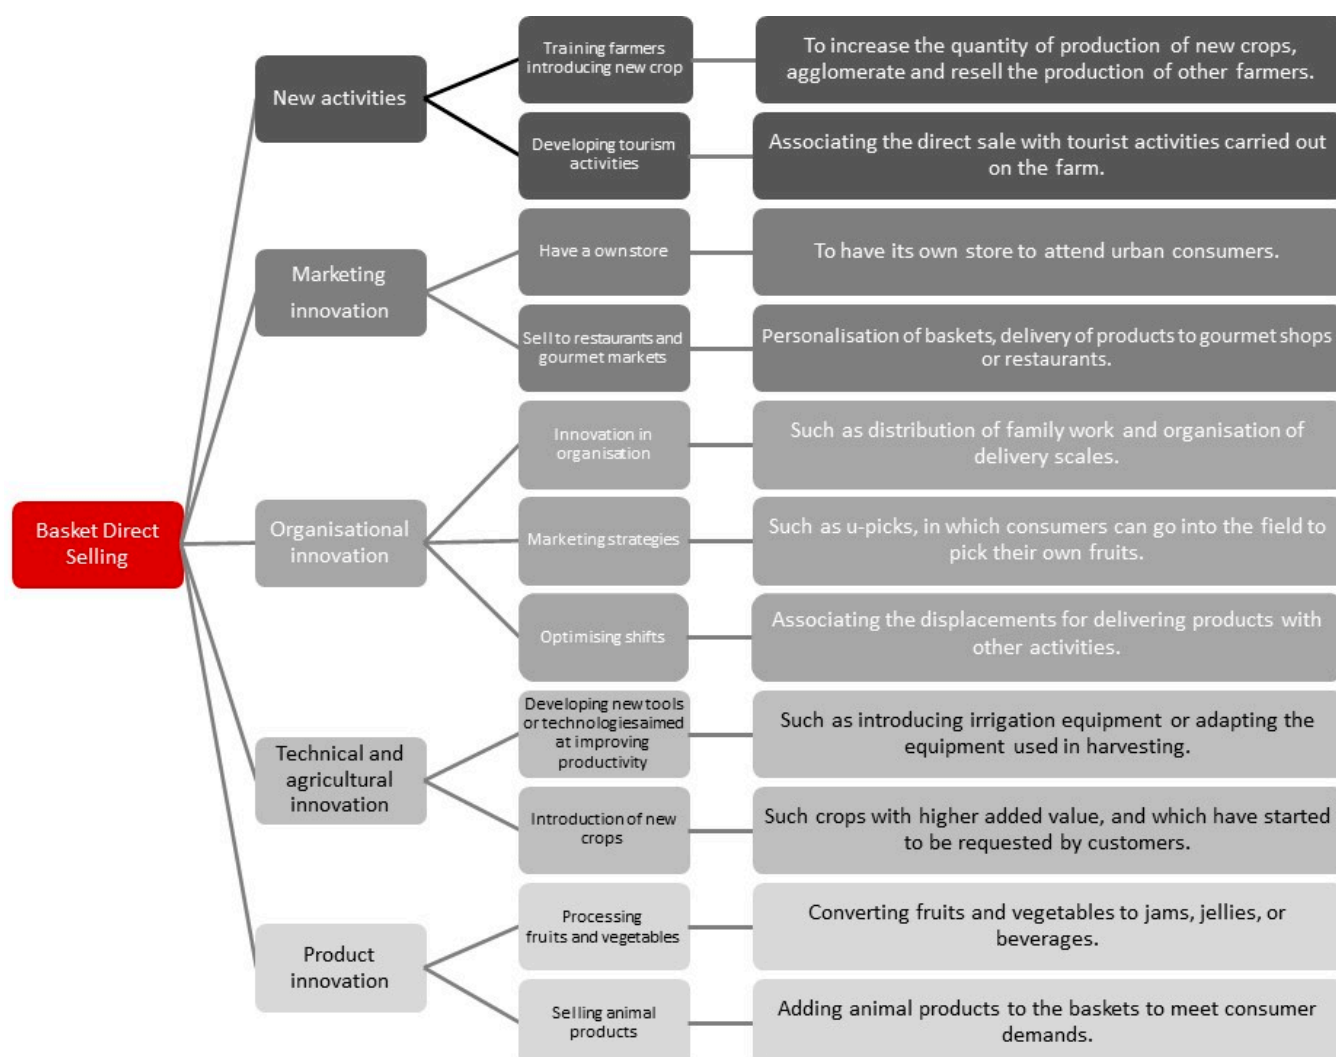 New activities
Training farmers
introducing new crop
To increase the quantity of production of new crops,
agglomerate and resell the production of other farmers.
Developing tourism
activities
Associating the direct sale with tourist activities carried out
on the farm.
Marketing
innovation
Have a own store
To have its own store to attend urban consumers.
Sell to restaurants and
gourmet markets
Personalisation of baskets, delivery of products to gourmet shops
or restaurants.
Basket Direct
Selling
Organisational
innovation
Innovation in
organisation
Such as distribution of family work and organisation of
delivery scales.
Marketing strategies
Such as u-picks, in which consumers can go into the field to
pick their own fruits.
Optimising shifts
Associating the displacements for delivering products with
other activities.
Technical and
agricultural
innovation
Developing new tools
or technologiesaimed
at improving
productivity
Such as introducing irrigation equipment or adapting the
equipment used in harvesting.
Introduction of new
crops
Such crops with higher added value, and which have started
to be requested by customers.
Product
innovation
Processing
fruits and vegetables
Converting fruits and vegetables to jams, jellies, or
beverages.
Selling animal
products
Adding animal products to the baskets to meet consumer
demands.